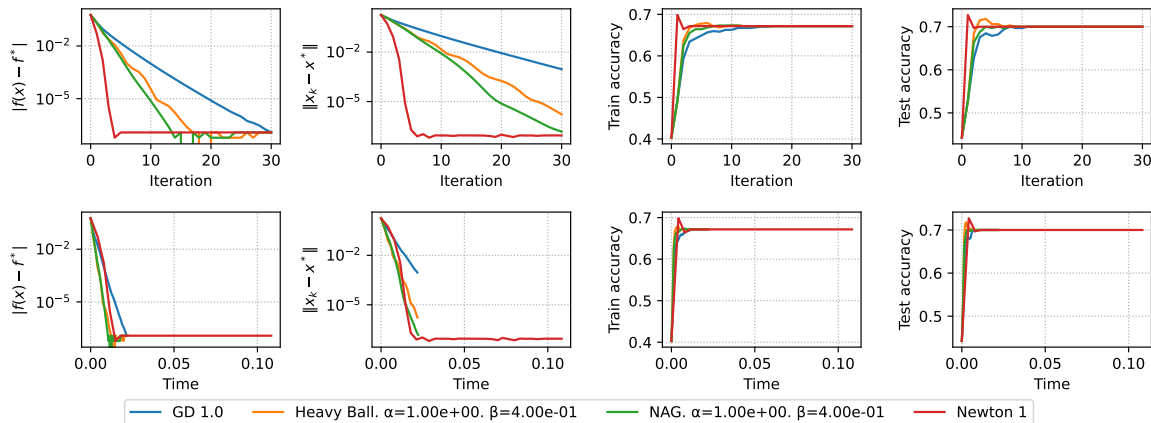 |f(x) − f*|
10⁻²
10⁻⁵
0 10 20 30
Iteration
‖x_k − x*‖
10⁻²
10⁻⁵
0 10 20 30
Iteration
Train accuracy
0.7
0.6
0.5
0.4
0 10 20 30
Iteration
Test accuracy
0.7
0.6
0.5
0 10 20 30
Iteration
|f(x) − f*|
10⁻²
10⁻⁵
0.00 0.05 0.10
Time
‖x_k − x*‖
10⁻²
10⁻⁵
0.00 0.05 0.10
Time
Train accuracy
0.7
0.6
0.5
0.4
0.00 0.05 0.10
Time
Test accuracy
0.7
0.6
0.5
0.00 0.05 0.10
Time
GD 1.0 Heavy Ball. α=1.00e+00. β=4.00e-01 NAG. α=1.00e+00. β=4.00e-01 Newton 1